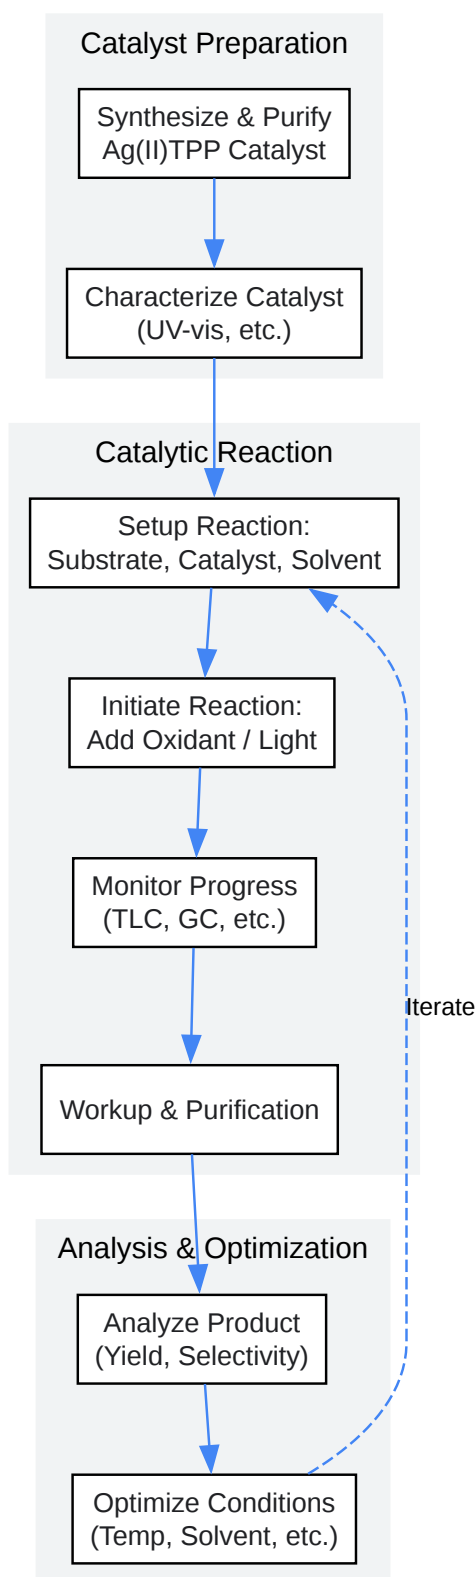 Catalyst Preparation
Synthesize & Purify
Ag(II)TPP Catalyst
Characterize Catalyst
(UV-vis, etc.)
Catalytic Reaction
Setup Reaction:
Substrate, Catalyst, Solvent
Initiate Reaction:
Add Oxidant / Light
Monitor Progress
(TLC, GC, etc.)
Iterate
Workup & Purification
Analysis & Optimization
Analyze Product
(Yield, Selectivity)
Optimize Conditions
(Temp, Solvent, etc.)